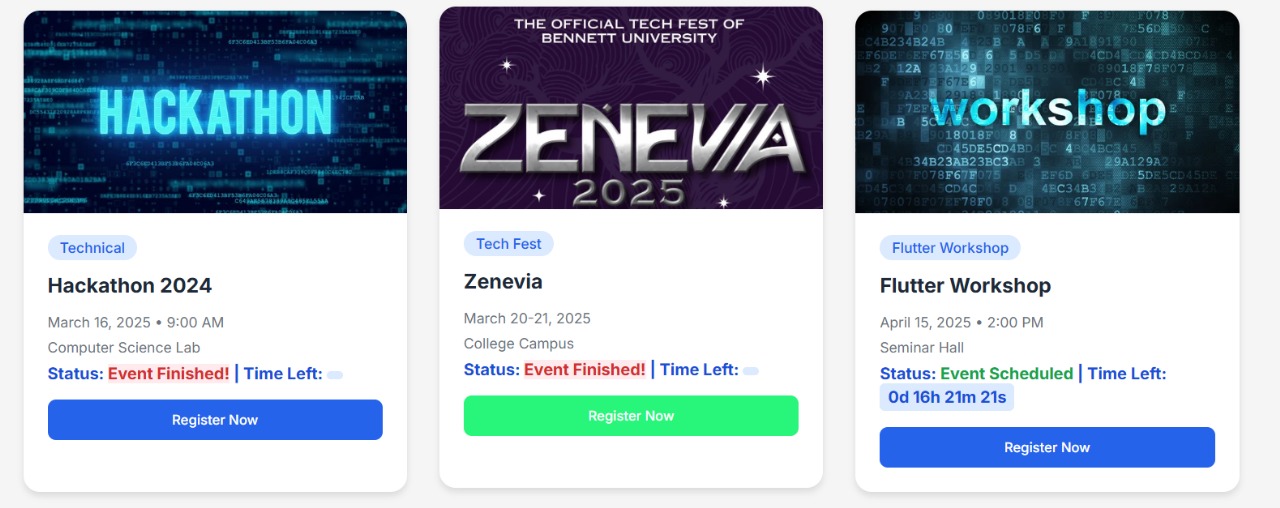 HACKATHON
Technical
Hackathon 2024
March 16, 2025 • 9:00 AM
Computer Science Lab
Status: Event Finished! | Time Left:
Register Now
THE OFFICIAL TECH FEST OF
BENNETT UNIVERSITY
ZENEVIA
2025
Tech Fest
Zenevia
March 20-21, 2025
College Campus
Status: Event Finished! | Time Left:
Register Now
workshop
Flutter Workshop
Flutter Workshop
April 15, 2025 • 2:00 PM
Seminar Hall
Status: Event Scheduled | Time Left:
0d 16h 21m 21s
Register Now